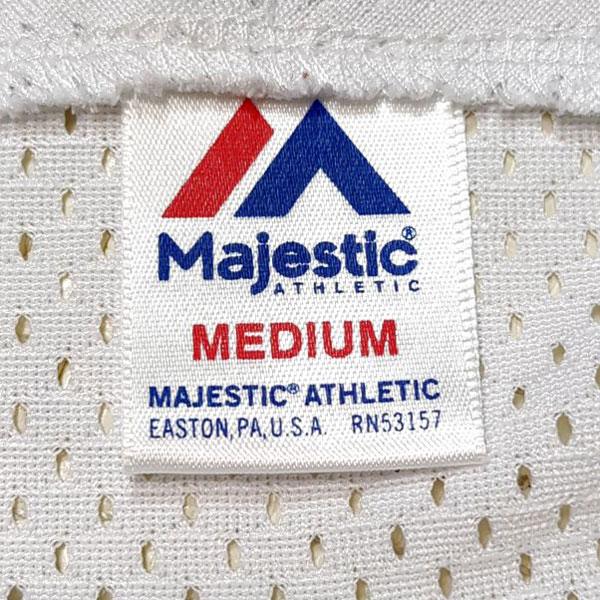 Majestic®
ATHLETIC
MEDIUM
MAJESTIC® ATHLETIC
EASTON, PA, U.S.A. RN53157